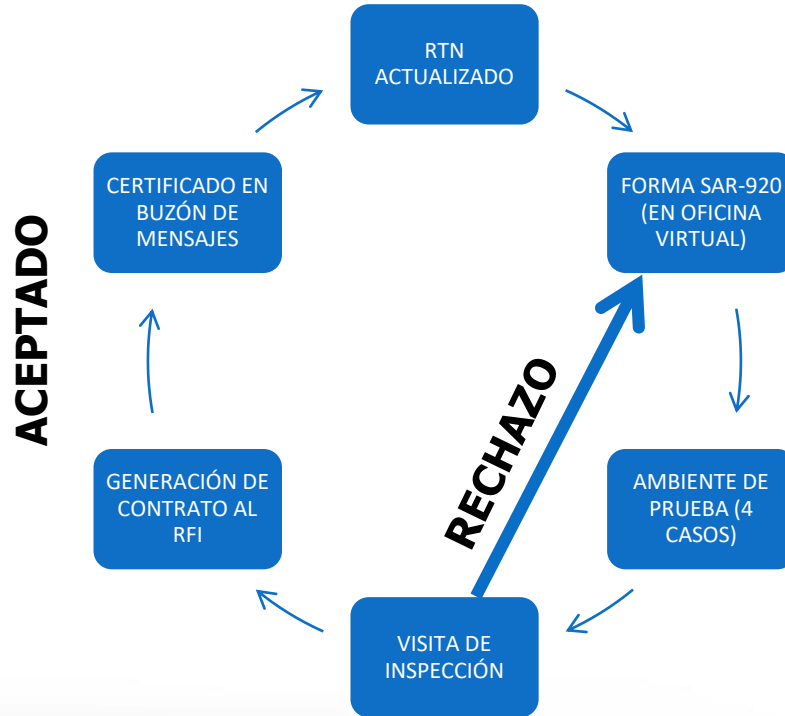 RTN
ACTUALIZADO
FORMA SAR-920
(EN OFICINA
VIRTUAL)
AMBIENTE DE
PRUEBA (4
CASOS)
VISITA DE
INSPECCIÓN
GENERACIÓN DE
CONTRATO AL
RFI
CERTIFICADO EN
BUZÓN DE
MENSAJES
ACEPTADO
RECHAZO